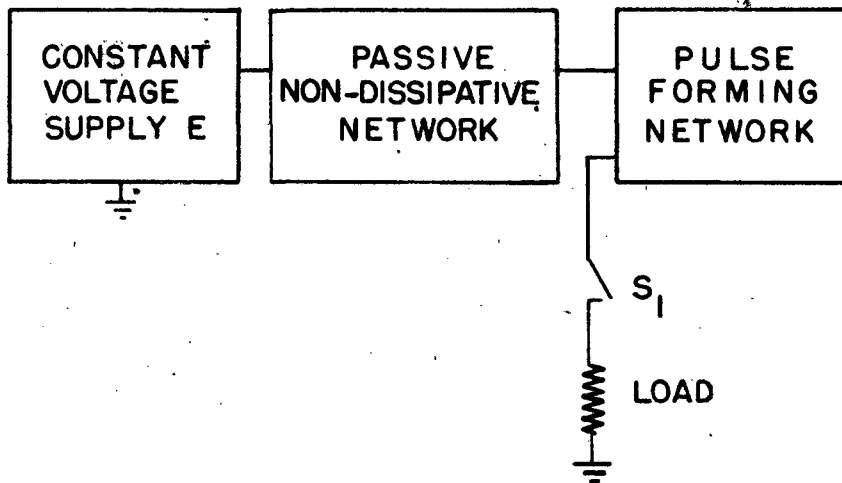 CONSTANT
VOLTAGE
SUPPLY E
PASSIVE
NON-DISSIPATIVE
NETWORK
PULSE
FORMING
NETWORK
S1
LOAD